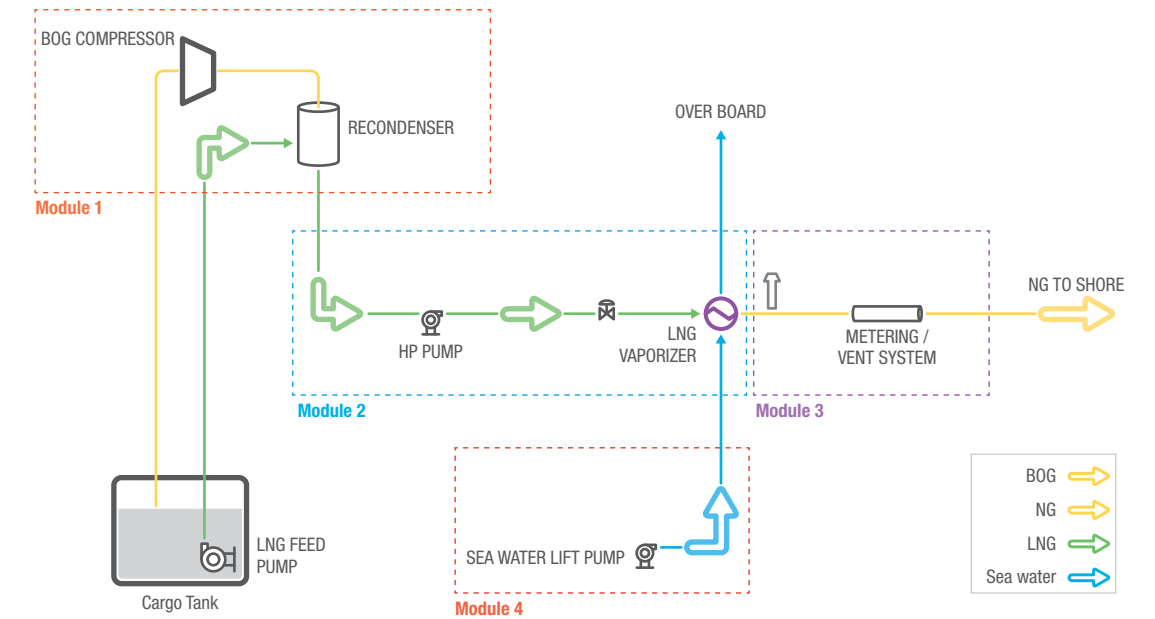 BOG COMPRESSOR
RECONDENSER
Module 1
OVER BOARD
NG TO SHORE
HP PUMP
LNG
VAPORIZER
METERING /
VENT SYSTEM
Module 2
Module 3
LNG FEED
PUMP
Cargo Tank
SEA WATER LIFT PUMP
Module 4
BOG
NG
LNG
Sea water